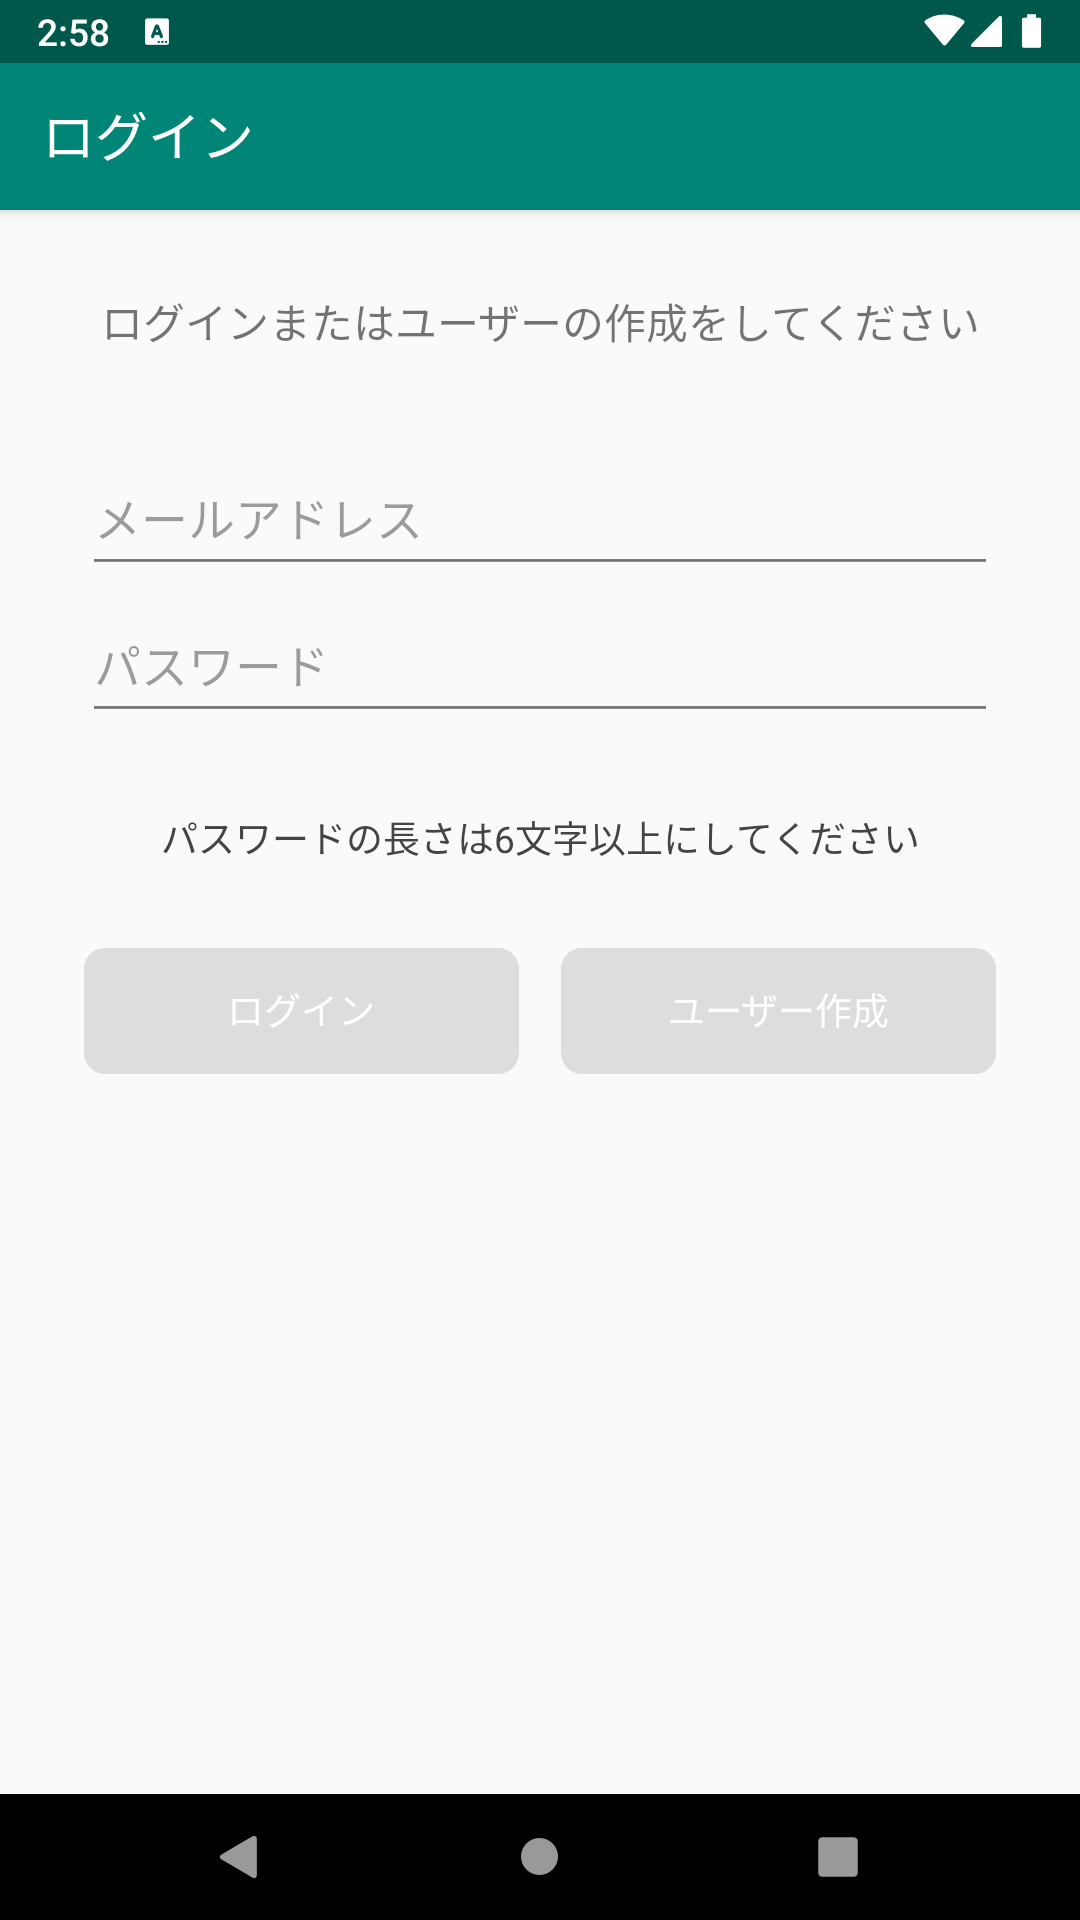 2:58
ログイン
ログインまたはユーザーの作成をしてください
メールアドレス
パスワード
パスワードの長さは6文字以上にしてください
ログイン
ユーザー作成